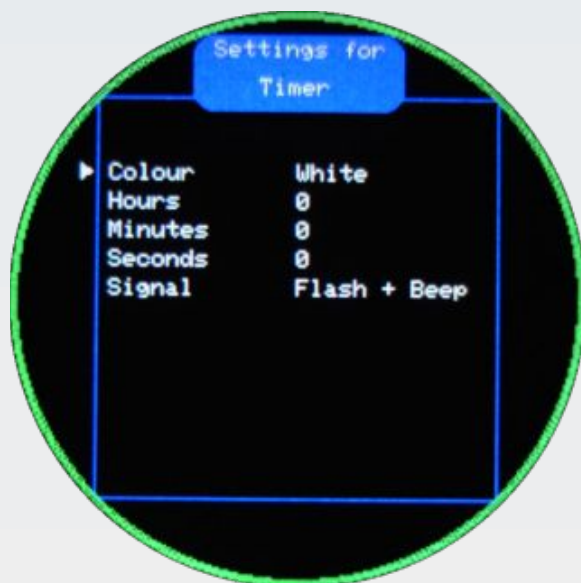 Settings for
Timer
Colour White
Hours 0
Minutes 0
Seconds 0
Signal Flash + Beep